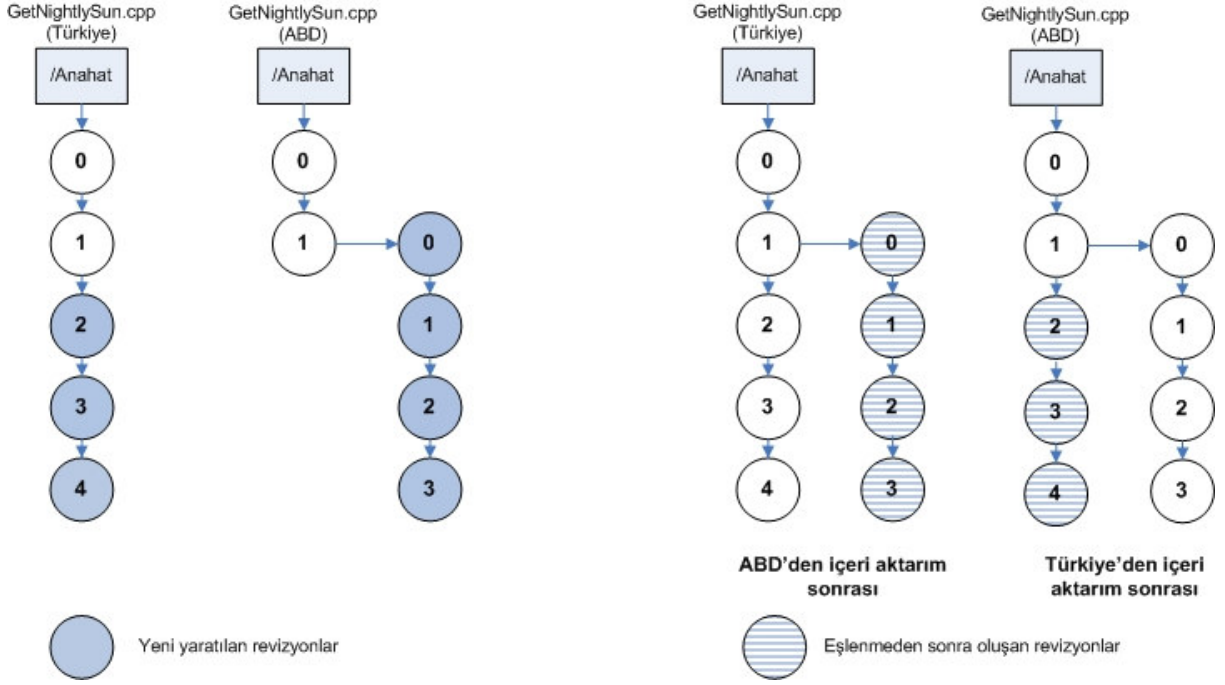 GetNightlySun.cpp
(Türkiye)
/Anahat
0
1
2
3
4
GetNightlySun.cpp
(ABD)
/Anahat
0
1
0
1
2
3
GetNightlySun.cpp
(Türkiye)
/Anahat
0
1
2
3
4
0
1
2
3
ABD’den içeri aktarım
sonrası
GetNightlySun.cpp
(ABD)
/Anahat
0
1
2
3
4
0
1
2
3
Türkiye’den içeri
aktarım sonrası
Yeni yaratılan revizyonlar
Eşlenmeden sonra oluşan revizyonlar